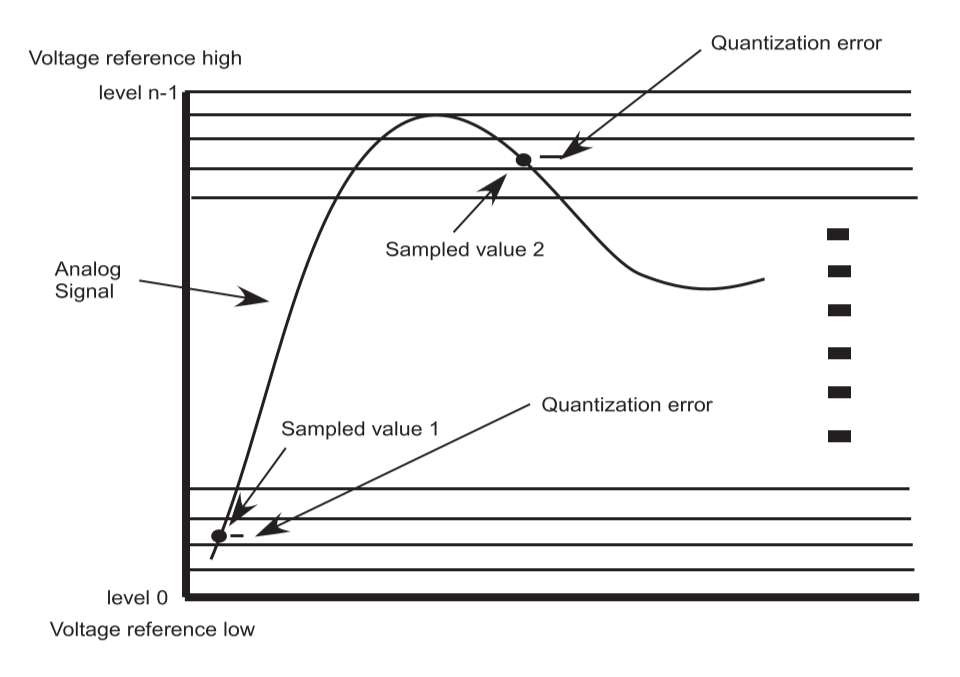 Quantization error
Voltage reference high
level n-1
Sampled value 2
Analog
Signal
Quantization error
Sampled value 1
level 0
Voltage reference low